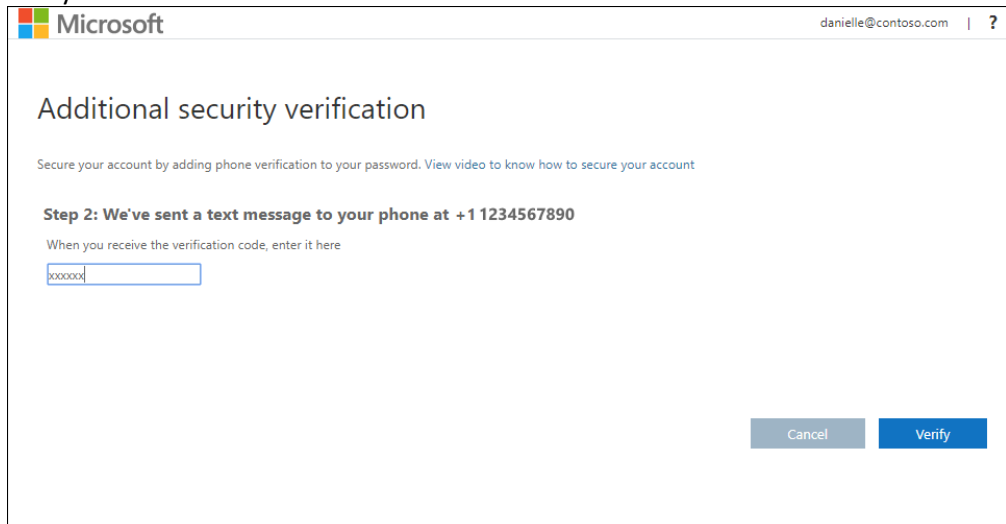 Microsoft
danielle@contoso.com | ?
Additional security verification
Secure your account by adding phone verification to your password. View video to know how to secure your account
Step 2: We've sent a text message to your phone at +1 1234567890
When you receive the verification code, enter it here
xxxxxx
Cancel Verify